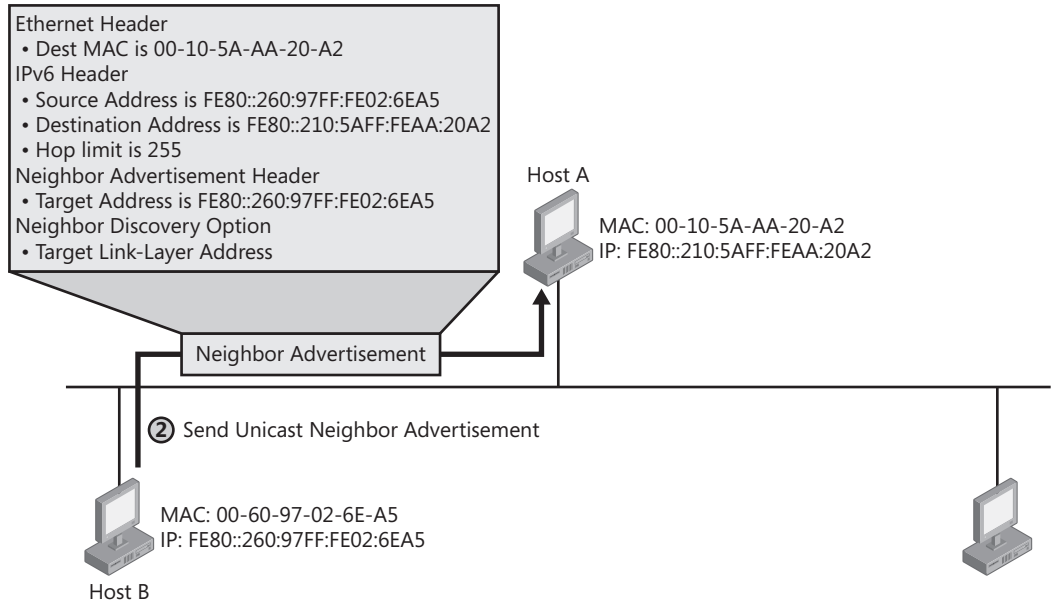 Ethernet Header
• Dest MAC is 00-10-5A-AA-20-A2
IPv6 Header
• Source Address is FE80::260:97FF:FE02:6EA5
• Destination Address is FE80::210:5AFF:FEAA:20A2
• Hop limit is 255
Neighbor Advertisement Header
• Target Address is FE80::260:97FF:FE02:6EA5
Neighbor Discovery Option
• Target Link-Layer Address
Host A
MAC: 00-10-5A-AA-20-A2
IP: FE80::210:5AFF:FEAA:20A2
Neighbor Advertisement
2 Send Unicast Neighbor Advertisement
MAC: 00-60-97-02-6E-A5
IP: FE80::260:97FF:FE02:6EA5
Host B